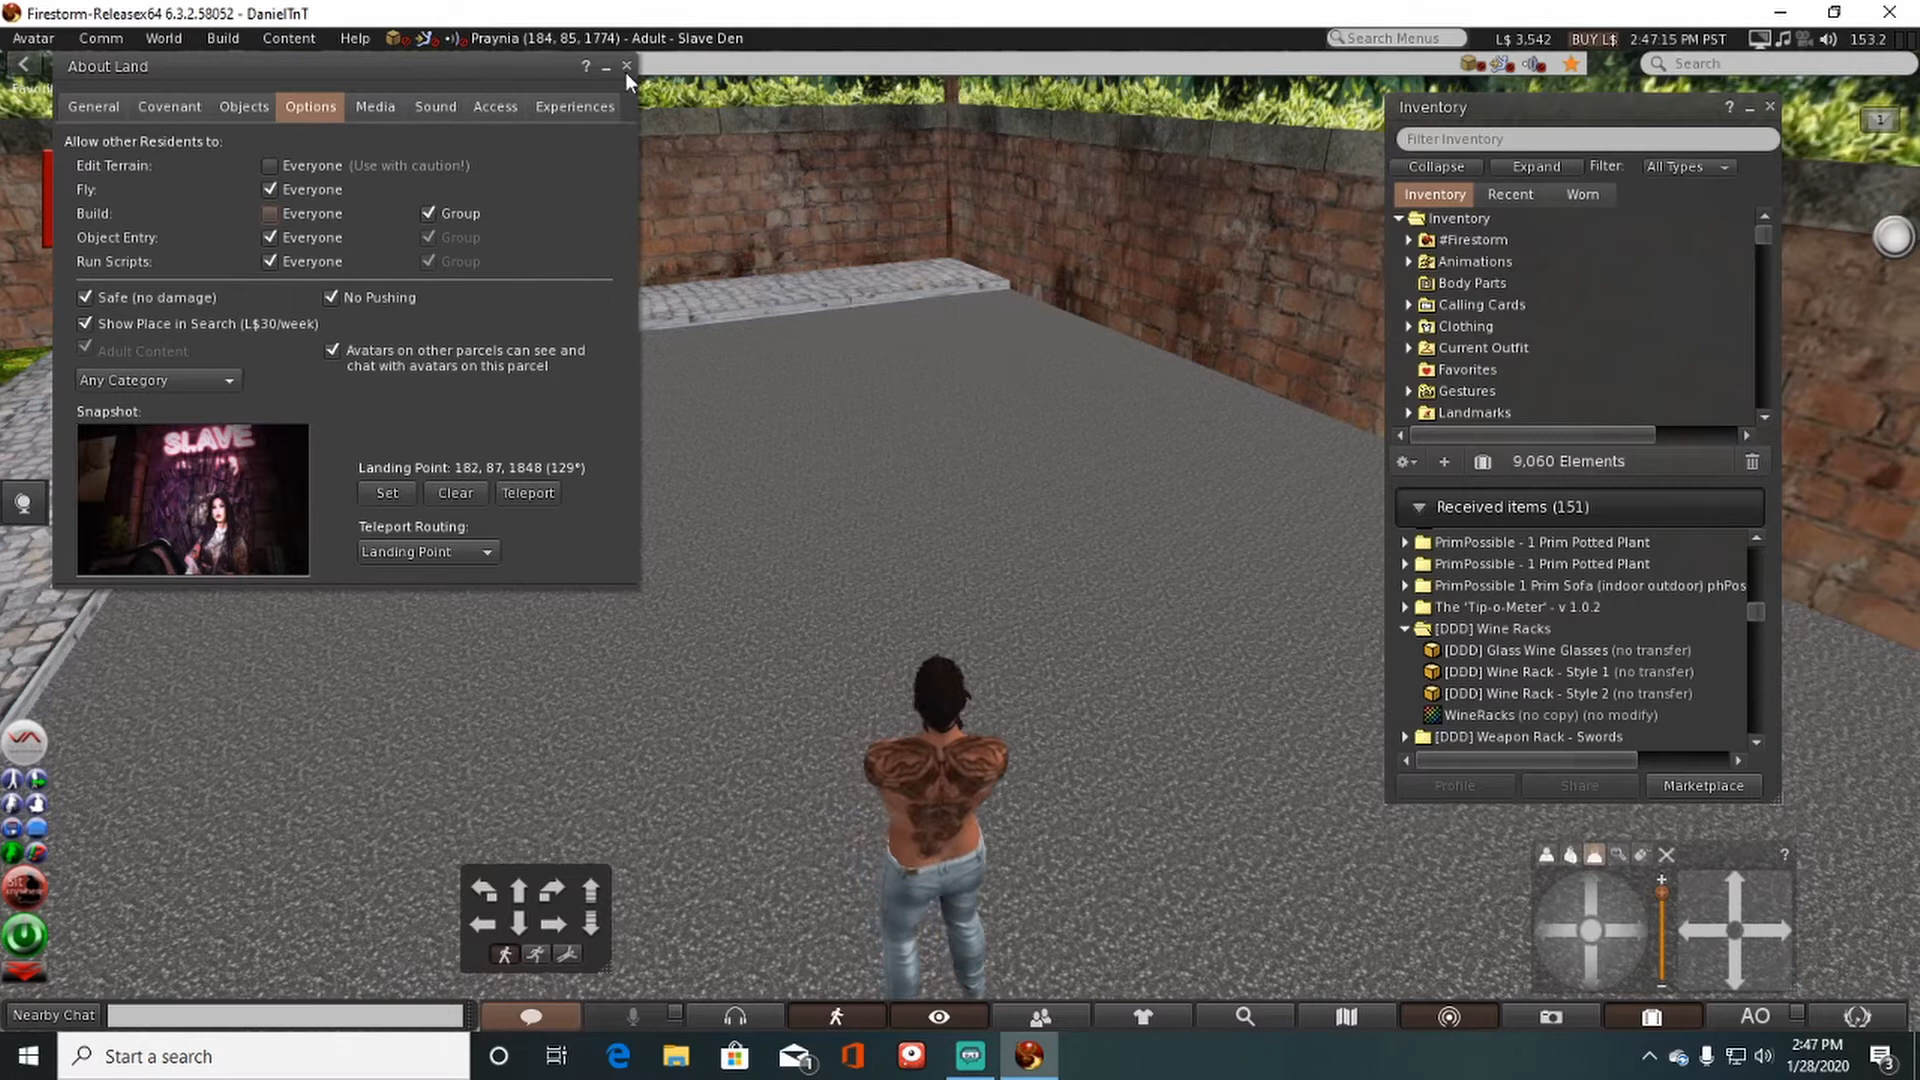 Firestorm-Releasex64 6.3.2.58052 - DanielTnT
Avatar Comm World Build Content Help Praynia (184, 85, 1774) - Adult - Slave Den Search Menus L$ 3,542 BUY L$ 2:47:15 PM PST 153.2
Search
About Land ?
General Covenant Objects Options Media Sound Access Experiences
Allow other Residents to:
Edit Terrain: Everyone (Use with caution!)
Fly: Everyone
Build: Everyone Group
Object Entry: Everyone Group
Run Scripts: Everyone Group
Safe (no damage) No Pushing
Show Place in Search (L$30/week)
Adult Content
Avatars on other parcels can see and
chat with avatars on this parcel
Any Category
Snapshot:
SLAVE
Landing Point: 182, 87, 1848 (129°)
Set Clear Teleport
Teleport Routing:
Landing Point
Inventory ?
1
Filter Inventory
Collapse Expand Filter: All Types
Inventory Recent Worn
Inventory
#Firestorm
Animations
Body Parts
Calling Cards
Clothing
Current Outfit
Favorites
Gestures
Landmarks
9,060 Elements
Received items (151)
PrimPossible - 1 Prim Potted Plant
PrimPossible - 1 Prim Potted Plant
PrimPossible 1 Prim Sofa (indoor outdoor) phPos
The 'Tip-o-Meter' - v 1.0.2
[DDD] Wine Racks
[DDD] Glass Wine Glasses (no transfer)
[DDD] Wine Rack - Style 1 (no transfer)
[DDD] Wine Rack - Style 2 (no transfer)
WineRacks (no copy) (no modify)
[DDD] Weapon Rack - Swords
Profile Share Marketplace
?
Nearby Chat
AO
Start a search
1
2:47 PM
1/28/2020
3